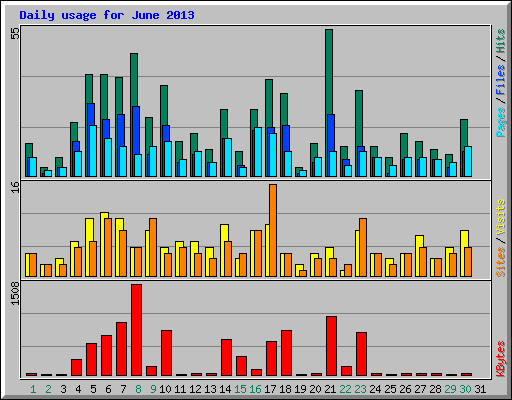 Daily usage for June 2013
55
Pages / Files / Hits
16
Sites / Visits
1508
KBytes
1 2 3 4 5 6 7 8 9 10 11 12 13 14 15 16 17 18 19 20 21 22 23 24 25 26 27 28 29 30 31